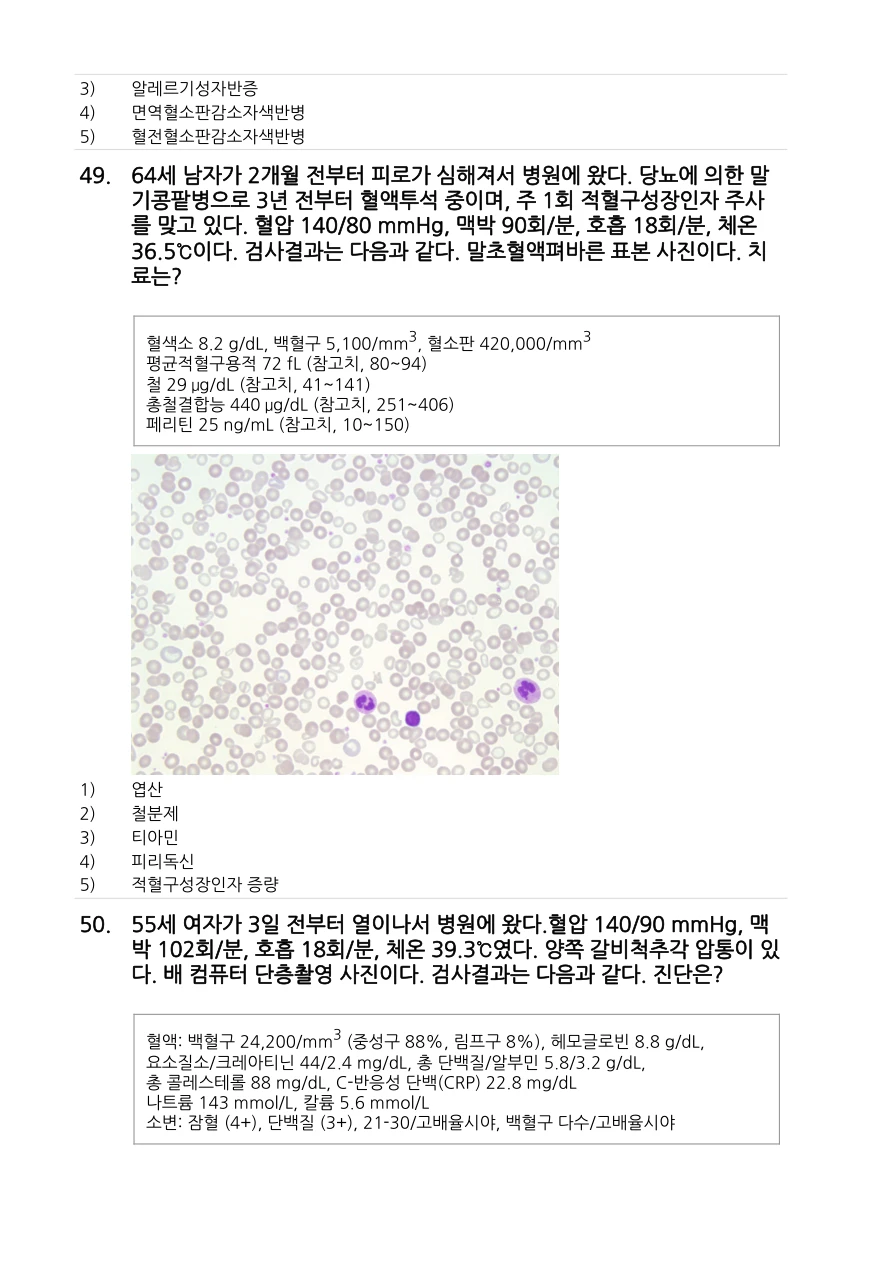 3) 알레르기성자반증
4) 면역혈소판감소자색반병
5) 혈전혈소판감소자색반병
49. 64세 남자가 2개월 전부터 피로가 심해져서 병원에 왔다. 당뇨에 의한 말
기콩팥병으로 3년 전부터 혈액투석 중이며, 주 1회 적혈구성장인자 주사
를 맞고 있다. 혈압 140/80 mmHg, 맥박 90회/분, 호흡 18회/분, 체온
36.5℃이다. 검사결과는 다음과 같다. 말초혈액펴바른 표본 사진이다. 치
료는?
혈색소 8.2 g/dL, 백혈구 5,100/mm³, 혈소판 420,000/mm³
평균적혈구용적 72 fL (참고치, 80~94)
철 29 µg/dL (참고치, 41~141)
총철결합능 440 µg/dL (참고치, 251~406)
페리틴 25 ng/mL (참고치, 10~150)
1) 엽산
2) 철분제
3) 티아민
4) 피리독신
5) 적혈구성장인자 증량
50. 55세 여자가 3일 전부터 열이나서 병원에 왔다.혈압 140/90 mmHg, 맥
박 102회/분, 호흡 18회/분, 체온 39.3℃였다. 양쪽 갈비척추각 압통이 있
다. 배 컴퓨터 단층촬영 사진이다. 검사결과는 다음과 같다. 진단은?
혈액: 백혈구 24,200/mm³ (중성구 88%, 림프구 8%), 헤모글로빈 8.8 g/dL,
요소질소/크레아티닌 44/2.4 mg/dL, 총 단백질/알부민 5.8/3.2 g/dL,
총 콜레스테롤 88 mg/dL, C-반응성 단백(CRP) 22.8 mg/dL
나트륨 143 mmol/L, 칼륨 5.6 mmol/L
소변: 잠혈 (4+), 단백질 (3+), 21-30/고배율시야, 백혈구 다수/고배율시야